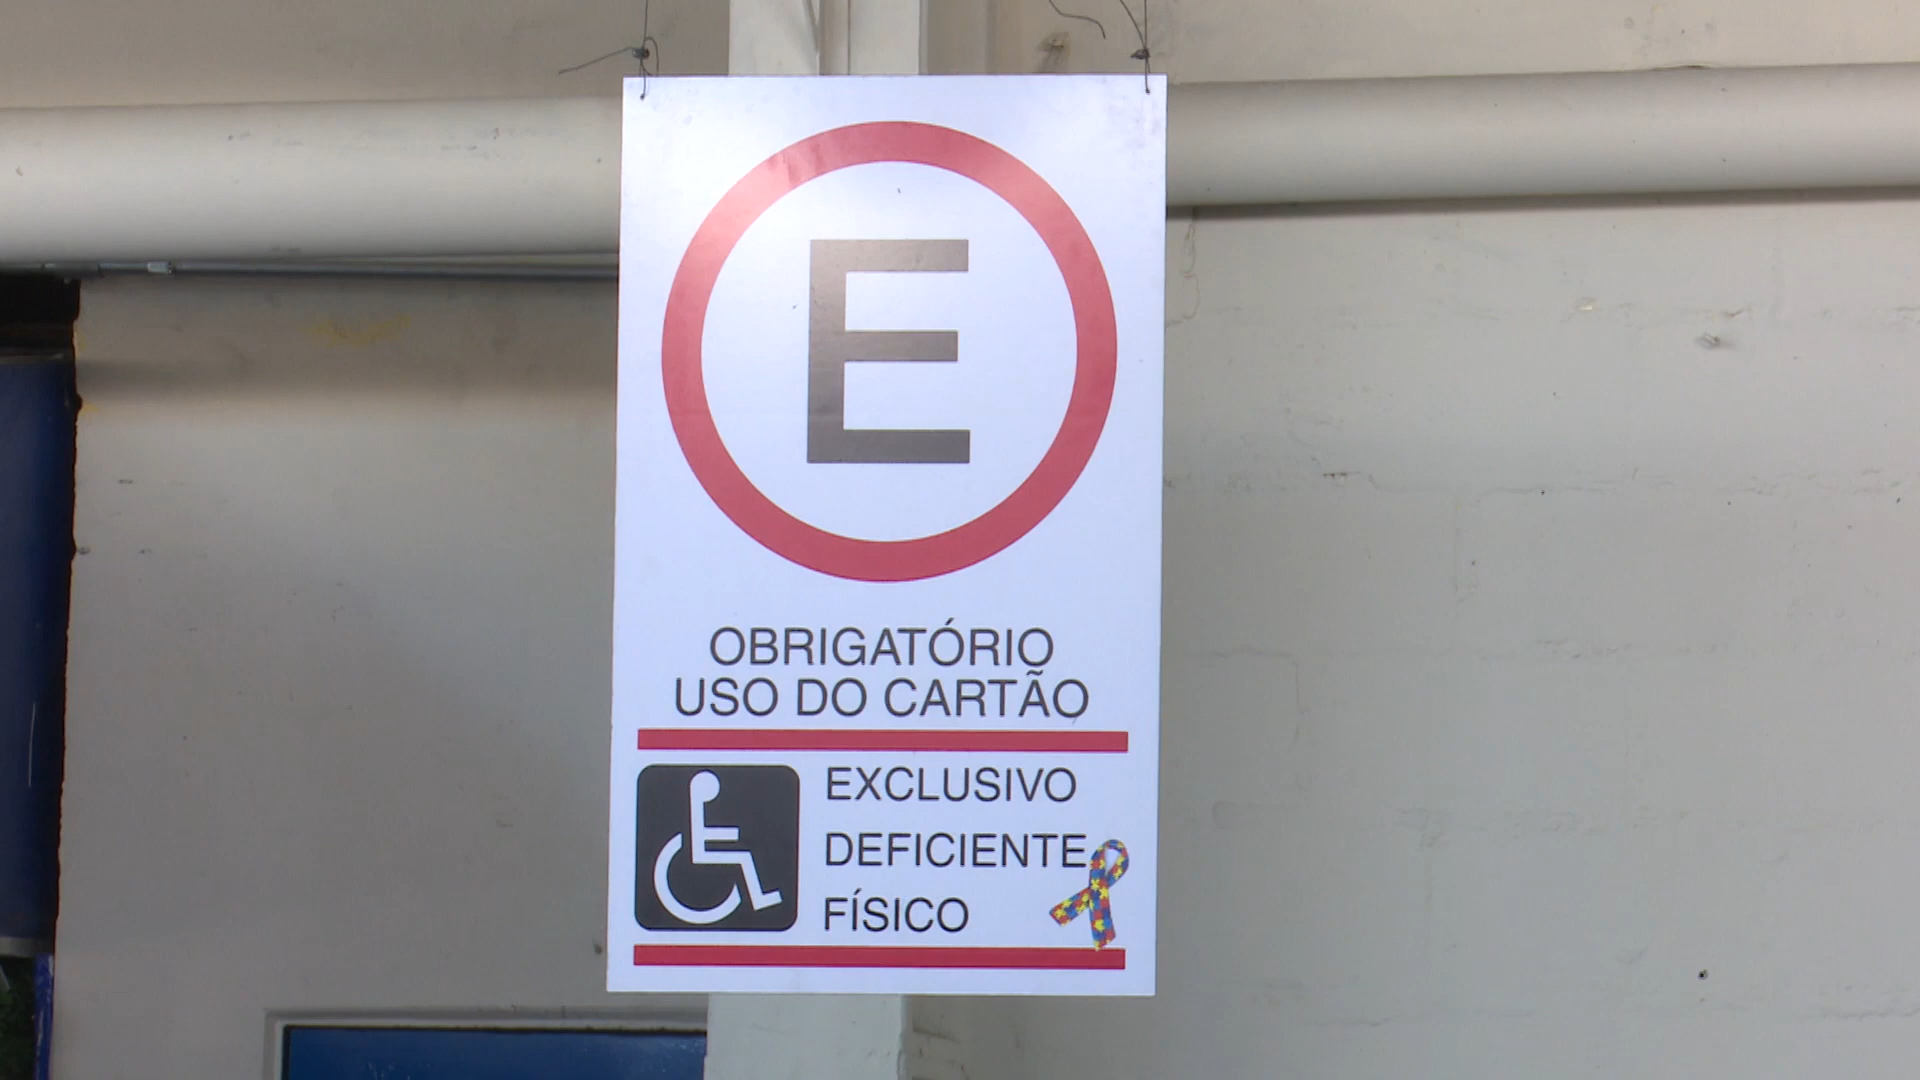 E
OBRIGATÓRIO
USO DO CARTÃO
EXCLUSIVO
DEFICIENTE
FÍSICO